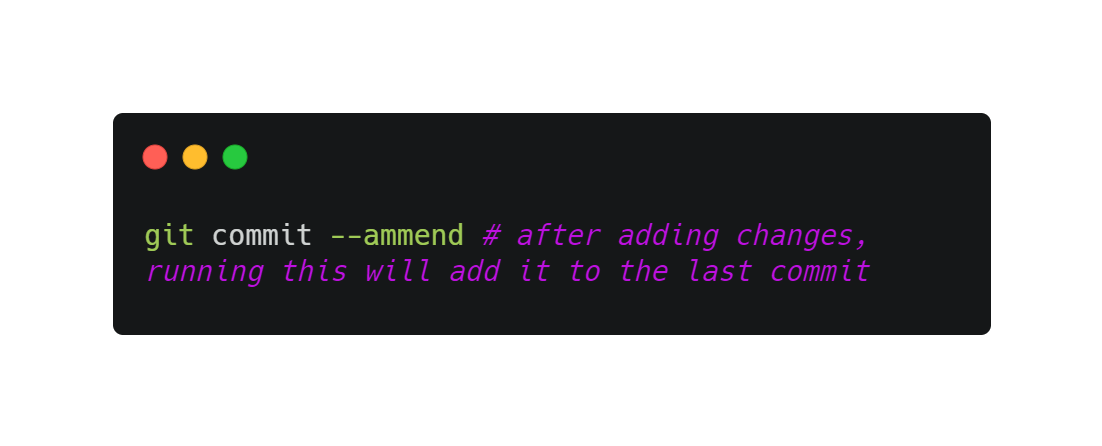 git commit --ammend # after adding changes,
running this will add it to the last commit